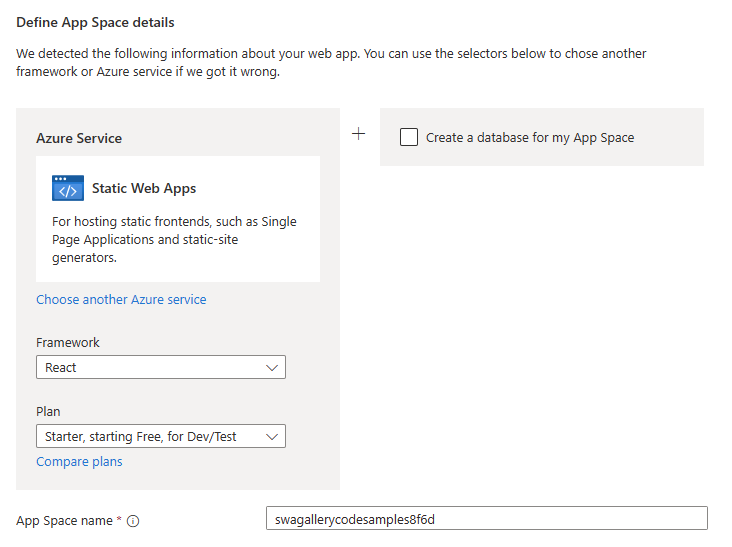 Define App Space details
We detected the following information about your web app. You can use the selectors below to chose another
framework or Azure service if we got it wrong.
Azure Service
Static Web Apps
For hosting static frontends, such as Single
Page Applications and static-site
generators.
Choose another Azure service
Framework
React
Plan
Starter, starting Free, for Dev/Test
Compare plans
+
Create a database for my App Space
App Space name *
swagallerycodesamples8f6d